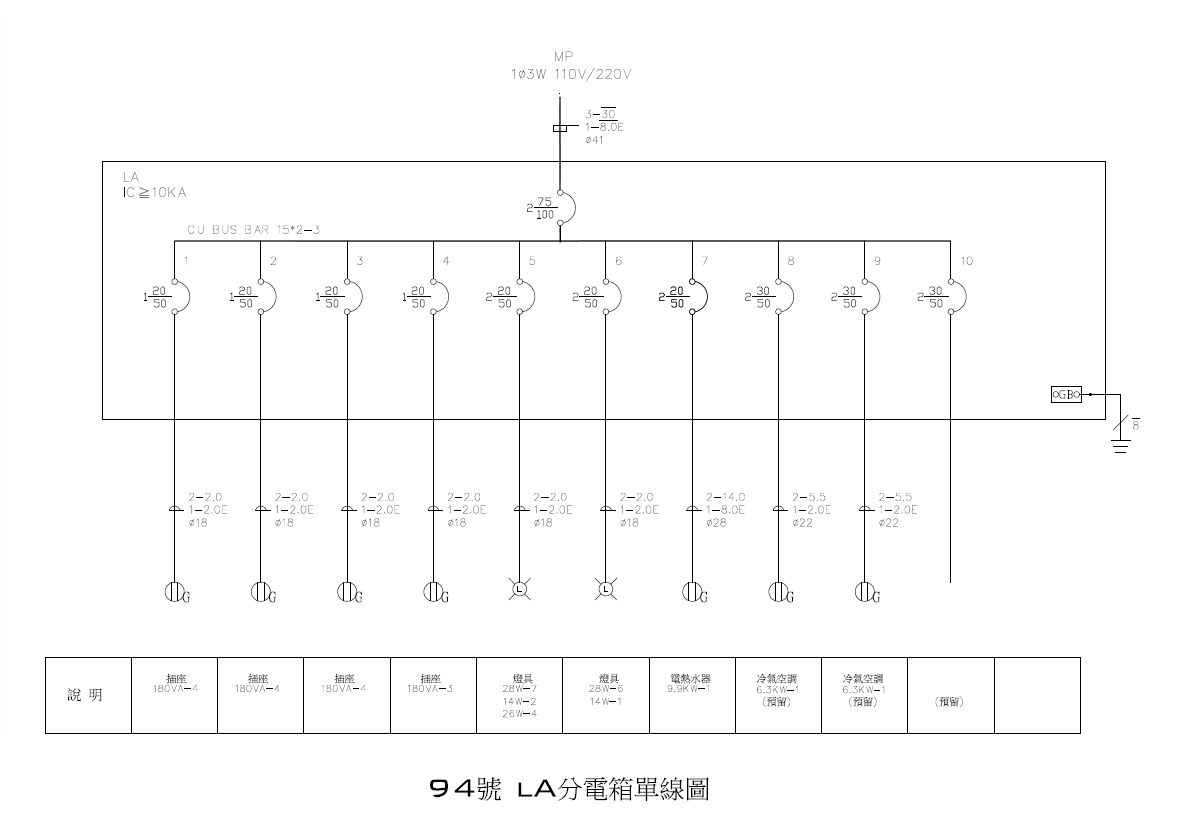 MP
1ø3W 110V/220V
3-30
1-8.0E
ø41
LA
IC≧10KA
2 75/100
CU BUS BAR 15*2-3
1 2 3 4 5 6 7 8 9 10
1 20/50 1 20/50 1 20/50 1 20/50 2 20/50 2 20/50 2 20/50 2 30/50 2 30/50 2 30/50
GB
8
2-2.0 2-2.0 2-2.0 2-2.0 2-2.0 2-2.0 2-14.0 2-5.5 2-5.5
1-2.0E 1-2.0E 1-2.0E 1-2.0E 1-2.0E 1-2.0E 1-8.0E 1-2.0E 1-2.0E
ø18 ø18 ø18 ø18 ø18 ø18 ø28 ø22 ø22
G G G G L L G G G
說 明
插座
180VA-4
插座
180VA-4
插座
180VA-4
插座
180VA-3
燈具
28W-7
14W-2
26W-4
燈具
28W-6
14W-1
電熱水器
9.9KW-1
冷氣空調
6.3KW-1
(預留)
冷氣空調
6.3KW-1
(預留)
(預留)
94號 LA分電箱單線圖